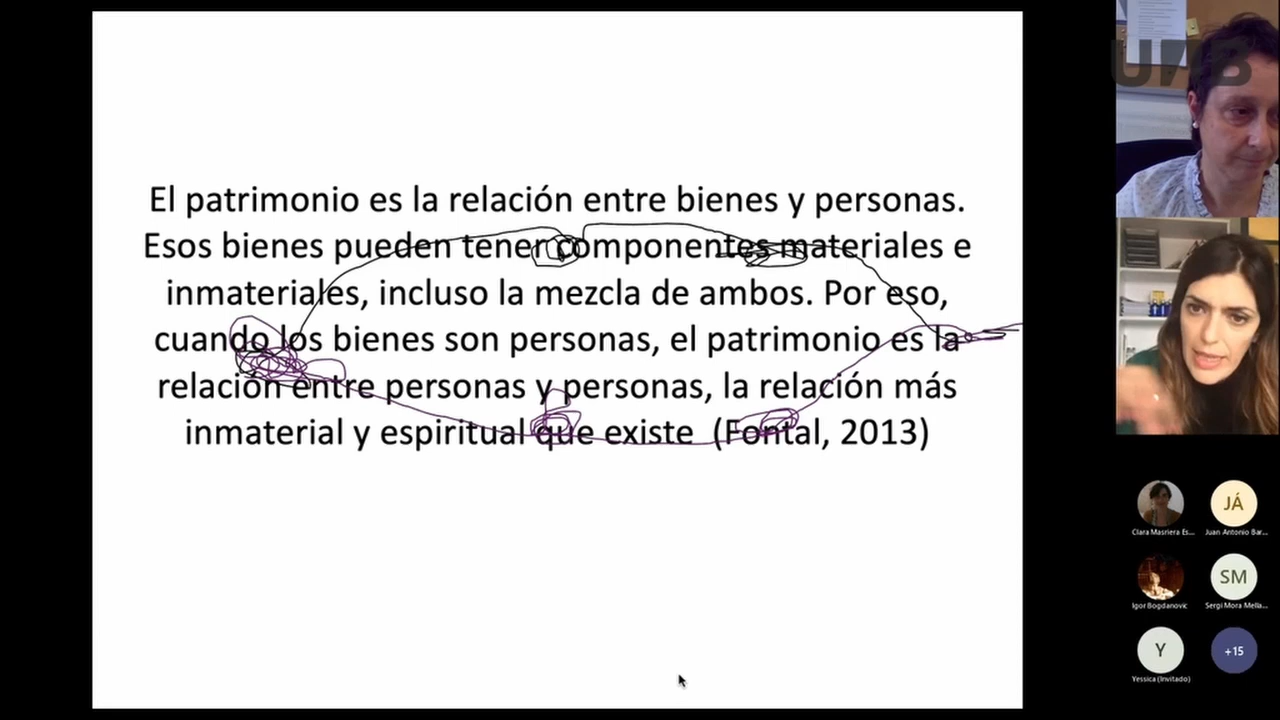 El patrimonio es la relación entre bienes y personas.
Esos bienes pueden tener componentes materiales e
inmateriales, incluso la mezcla de ambos. Por eso,
cuando los bienes son personas, el patrimonio es la
relación entre personas y personas, la relación más
inmaterial y espiritual que existe (Fontal, 2013)
UAB
JÁ
Clara Masriera Es...
Juan Antonio Bar...
SM
Igor Bogdanovic
Sergi Mora Mella...
Y
+15
Yessica (Invitado)